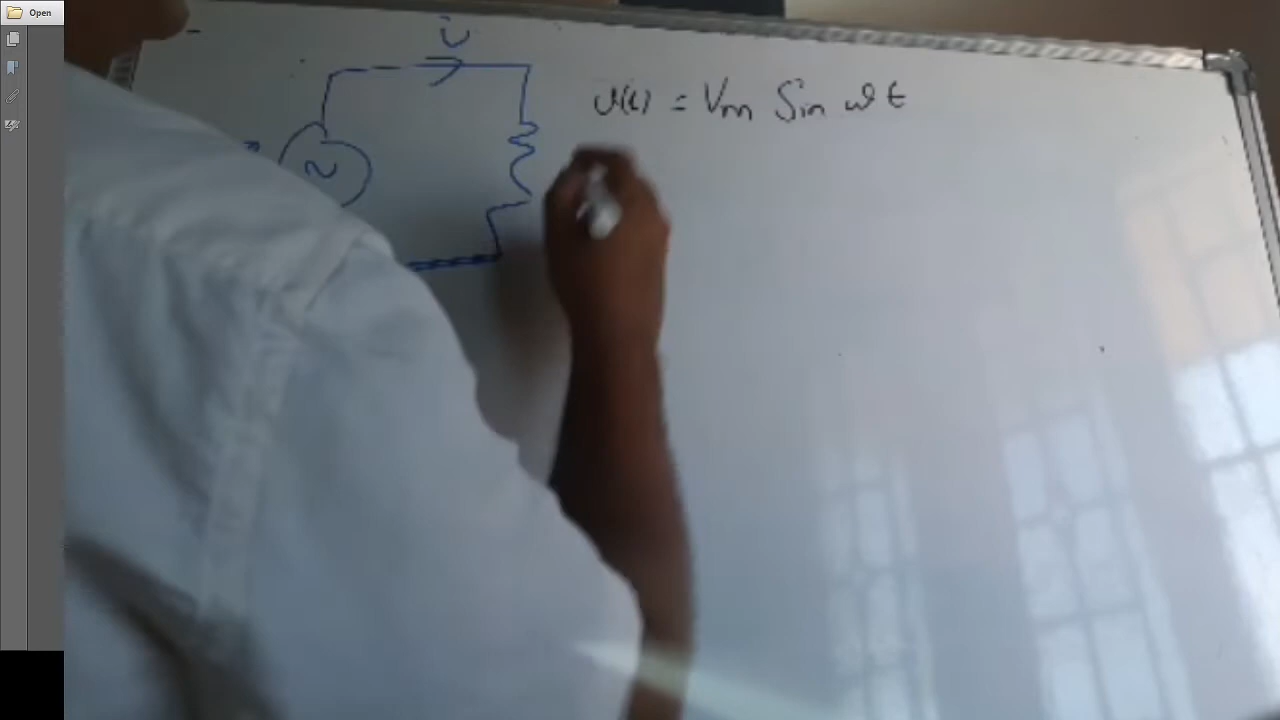 Open
i
v(t) = Vm Sin ωt